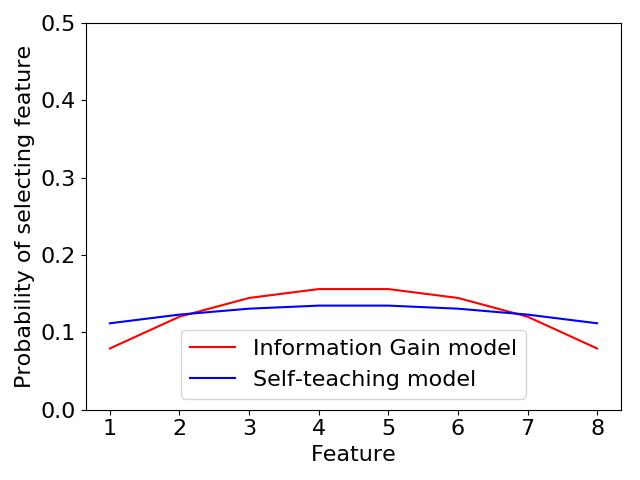 Probability of selecting feature
0.5
0.4
0.3
0.2
0.1
0.0
Information Gain model
Self-teaching model
1 2 3 4 5 6 7 8
Feature